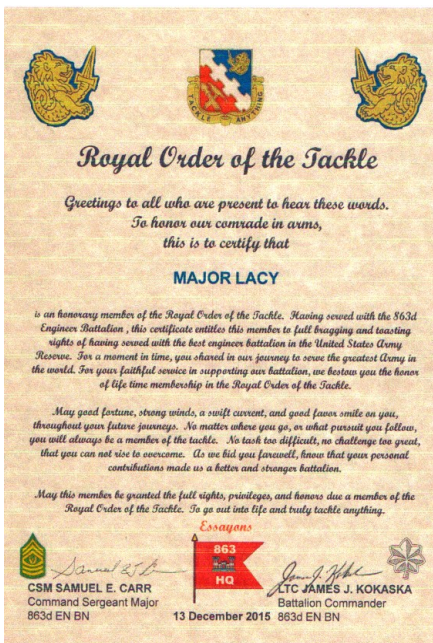 TACKLE ANYTHING
Royal Order of the Tackle
Greetings to all who are present to hear these words.
To honor our comrade in arms,
this is to certify that
MAJOR LACY
is an honorary member of the Royal Order of the Tackle. Having served with the 863d
Engineer Battalion , this certificate entitles this member to full bragging and toasting
rights of having served with the best engineer battalion in the United States Army
Reserve. For a moment in time, you shared in our journey to serve the greatest Army in
the world. For your faithful service in supporting our battalion, we bestow you the honor
of life time membership in the Royal Order of the Tackle.
May good fortune, strong winds, a swift current, and good favor smile on you,
throughout your future journeys. No matter where you go, or what pursuit you follow,
you will always be a member of the tackle. No task too difficult, no challenge too great,
that you can not rise to overcome. As we bid you farewell, know that your personal
contributions made us a better and stronger battalion.
May this member be granted the full rights, privileges, and honors due a member of the
Royal Order of the Tackle. To go out into life and truly tackle anything.
Essayons
863
HQ
CSM SAMUEL E. CARR
Command Sergeant Major
863d EN BN
13 December 2015
LTC JAMES J. KOKASKA
Battalion Commander
863d EN BN